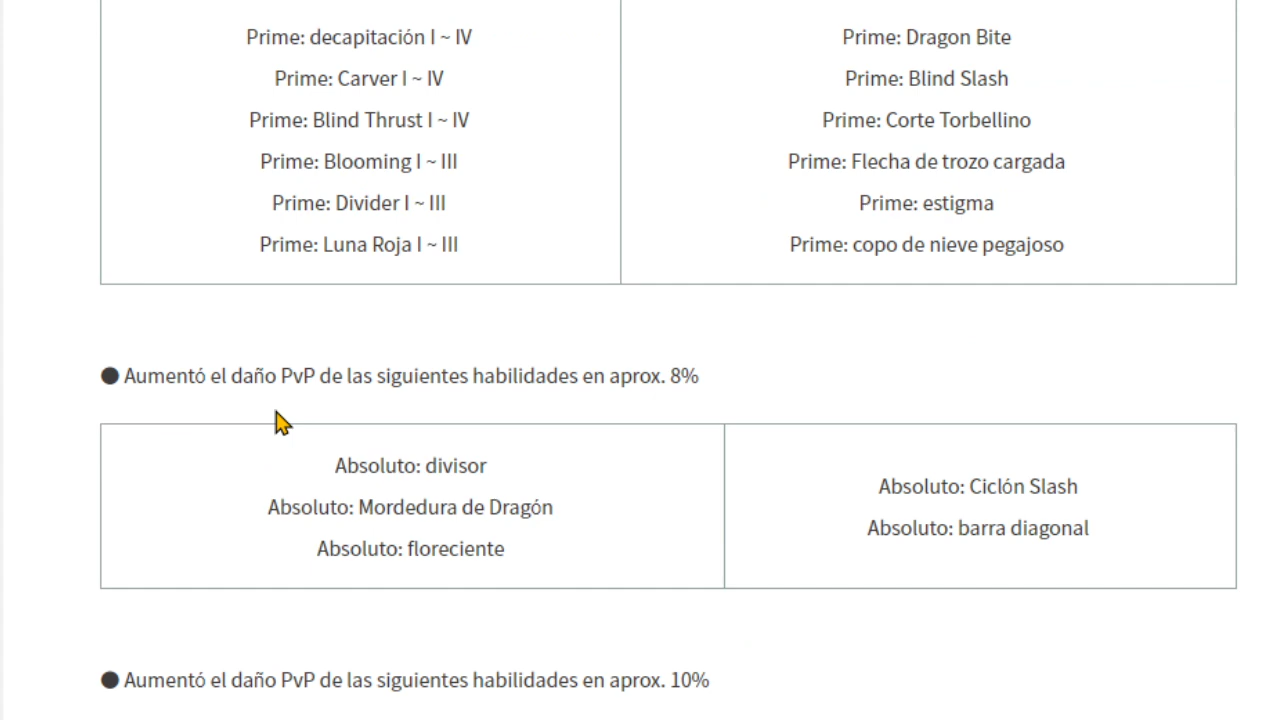 Prime: decapitación I ~ IV
Prime: Carver I ~ IV
Prime: Blind Thrust I ~ IV
Prime: Blooming I ~ III
Prime: Divider I ~ III
Prime: Luna Roja I ~ III
Prime: Dragon Bite
Prime: Blind Slash
Prime: Corte Torbellino
Prime: Flecha de trozo cargada
Prime: estigma
Prime: copo de nieve pegajoso
● Aumentó el daño PvP de las siguientes habilidades en aprox. 8%
Absoluto: divisor
Absoluto: Mordedura de Dragón
Absoluto: floreciente
Absoluto: Ciclón Slash
Absoluto: barra diagonal
● Aumentó el daño PvP de las siguientes habilidades en aprox. 10%